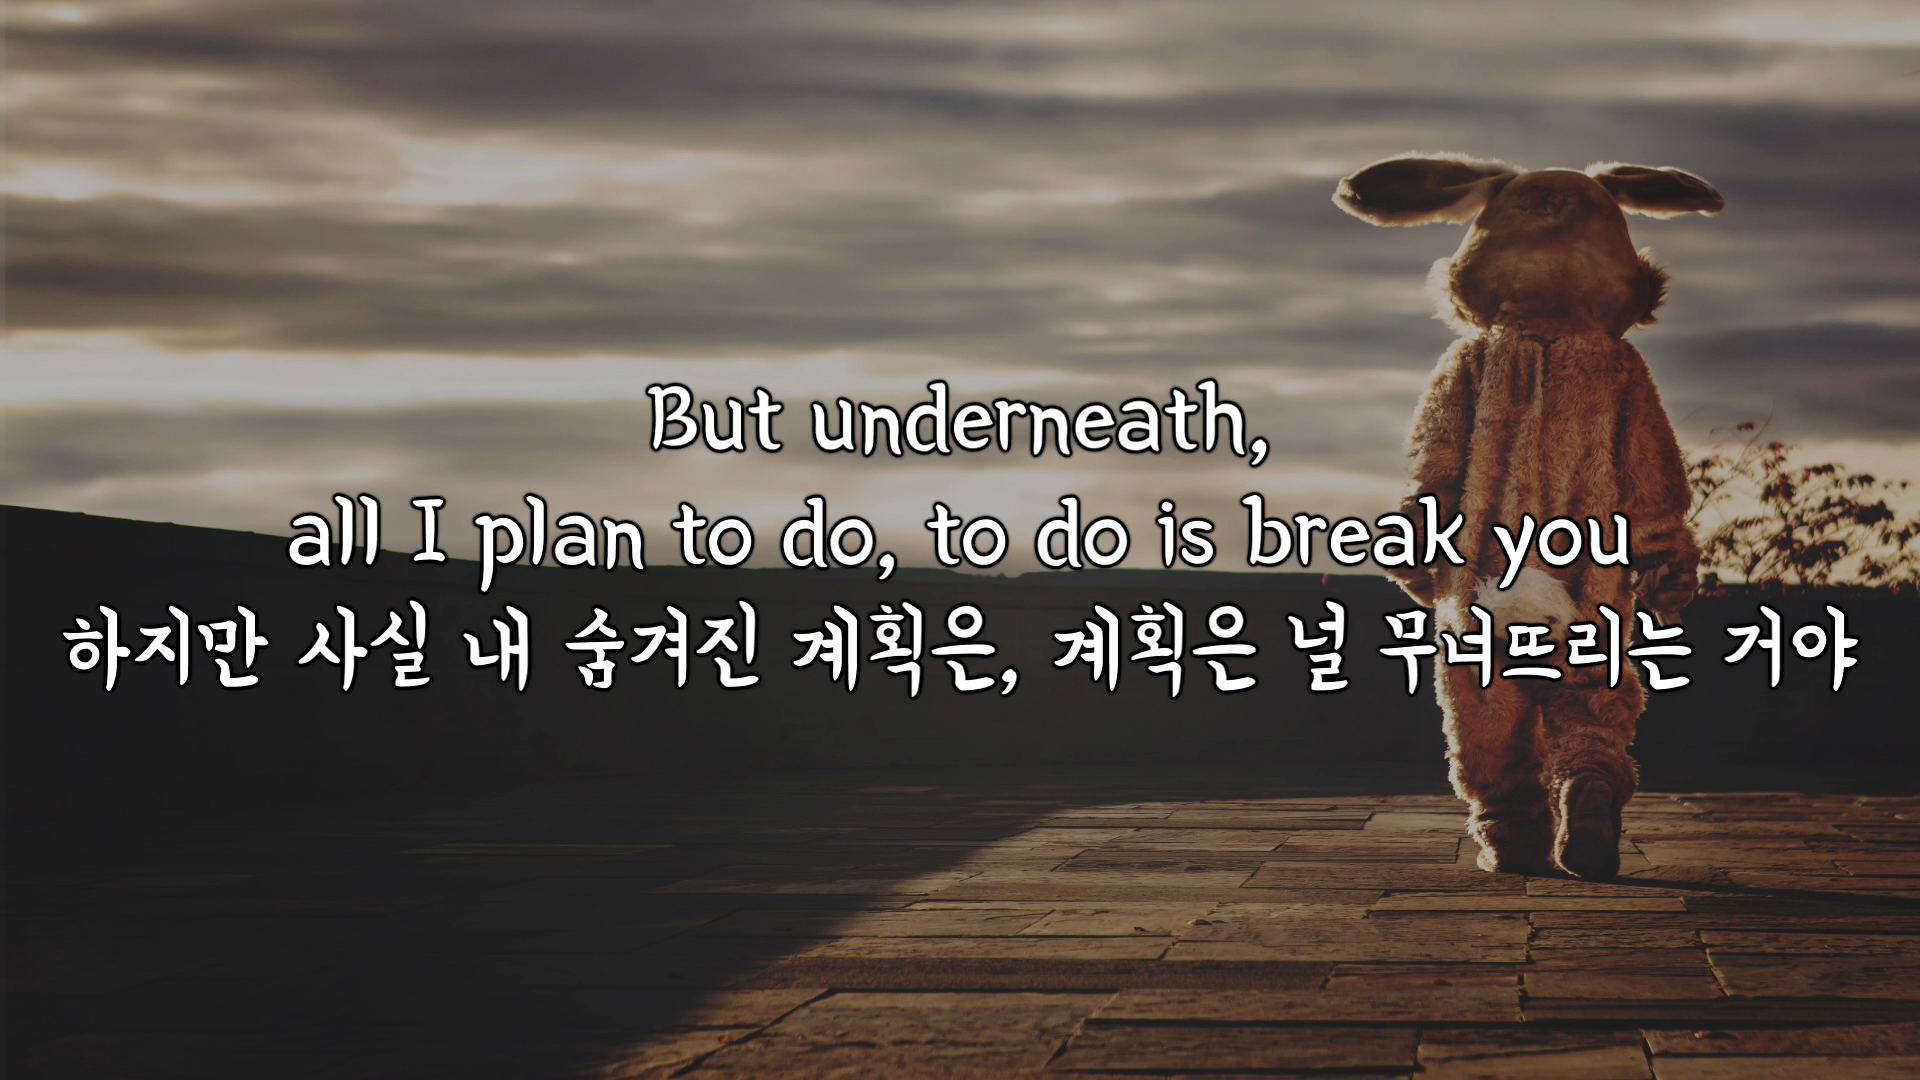 But underneath,
all I plan to do, to do is break you
하지만 사실 내 숨겨진 계획은, 계획은 널 무너뜨리는 거야